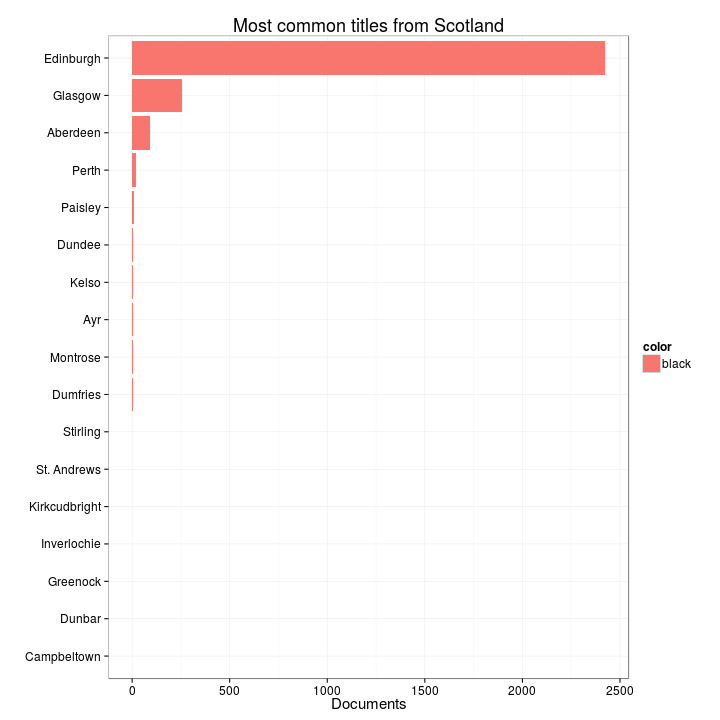 Most common titles from Scotland
Edinburgh
Glasgow
Aberdeen
Perth
Paisley
Dundee
Kelso
Ayr
Montrose
Dumfries
Stirling
St. Andrews
Kirkcudbright
Inverlochie
Greenock
Dunbar
Campbeltown
0 500 1000 1500 2000 2500
Documents
color
black